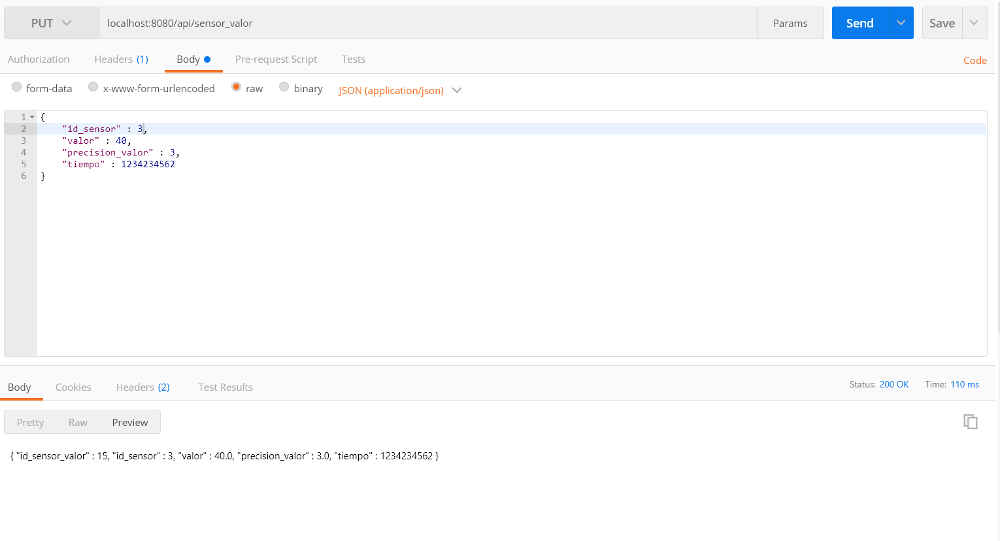 PUT localhost:8080/api/sensor_valor Params Send Save
Authorization Headers (1) Body Pre-request Script Tests Code
form-data x-www-form-urlencoded raw binary JSON (application/json)
1 {
2 "id_sensor" : 3,
3 "valor" : 40,
4 "precision_valor" : 3,
5 "tiempo" : 1234234562
6 }
Body Cookies Headers (2) Test Results Status: 200 OK Time: 110 ms
Pretty Raw Preview
{ "id_sensor_valor" : 15, "id_sensor" : 3, "valor" : 40.0, "precision_valor" : 3.0, "tiempo" : 1234234562 }